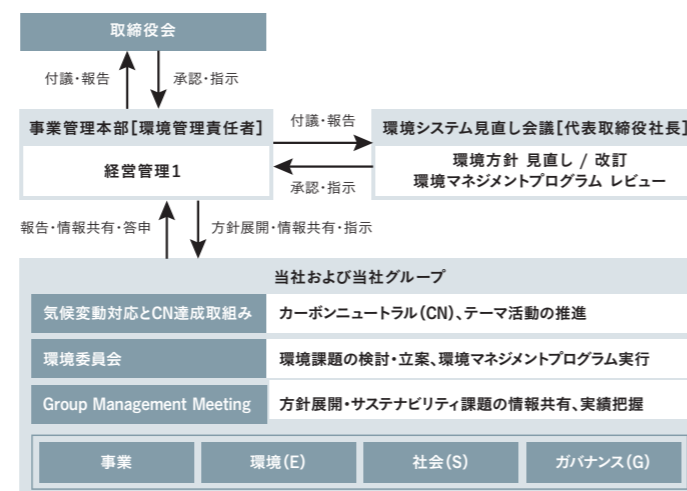 取締役会
付議・報告
承認・指示
事業管理本部[環境管理責任者]
経営管理1
付議・報告
承認・指示
環境システム見直し会議[代表取締役社長]
環境方針 見直し / 改訂
環境マネジメントプログラム レビュー
報告・情報共有・答申
方針展開・情報共有・指示
当社および当社グループ
気候変動対応とCN達成取組み
カーボンニュートラル(CN)、テーマ活動の推進
環境委員会
環境課題の検討・立案、環境マネジメントプログラム実行
Group Management Meeting
方針展開・サステナビリティ課題の情報共有、実績把握
事業
環境(E)
社会(S)
ガバナンス(G)